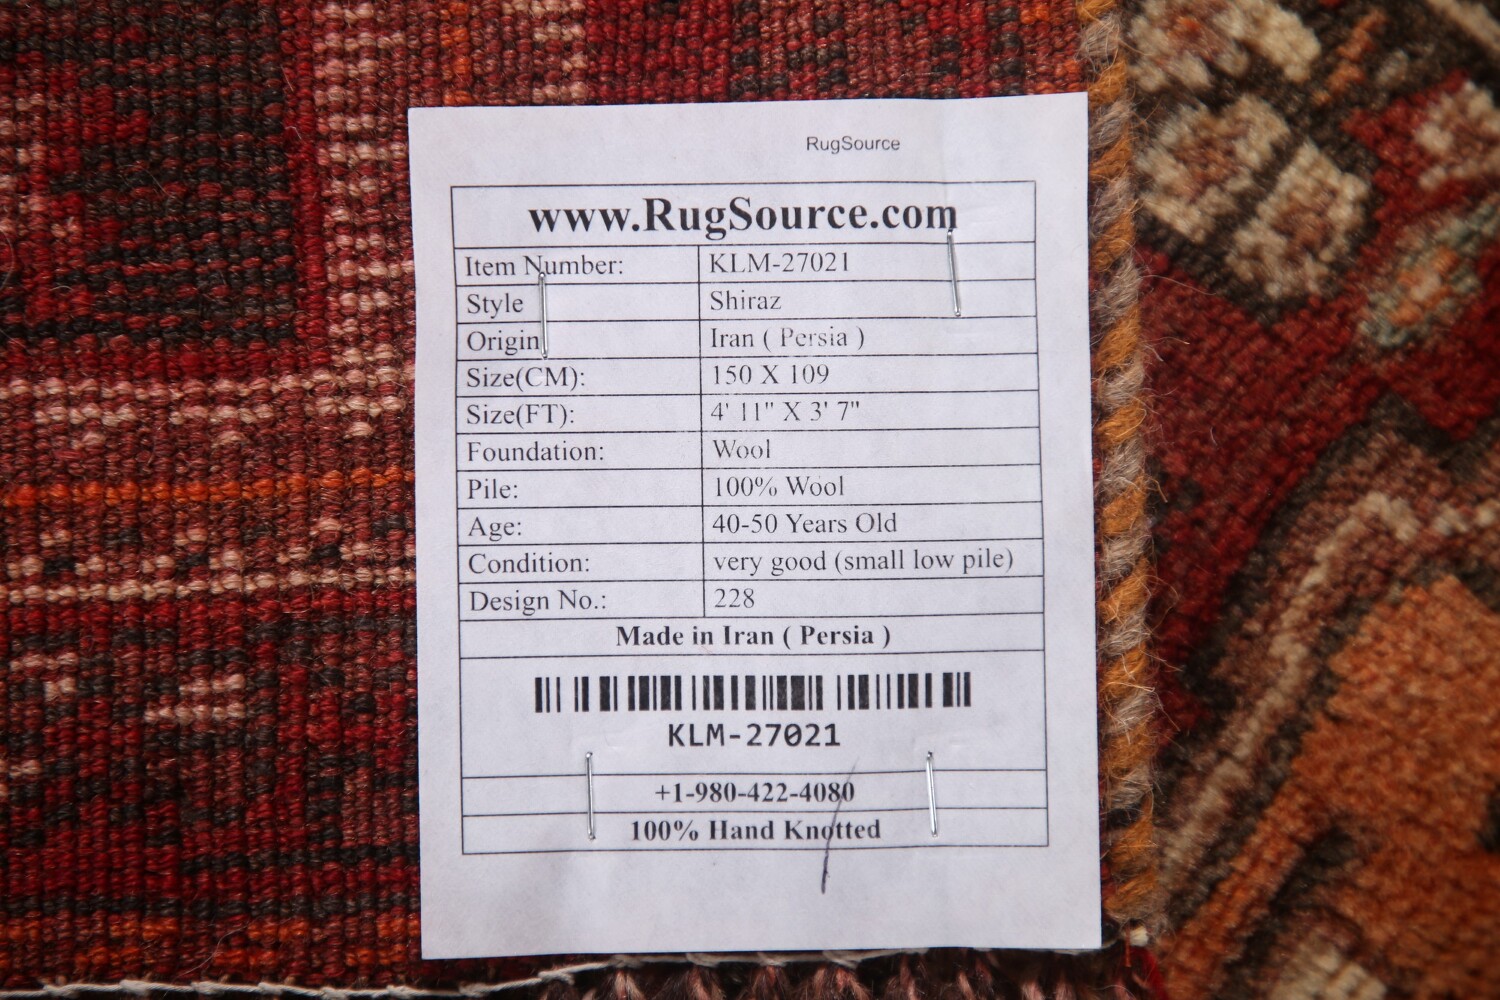 RugSource
www.RugSource.com
Item Number: KLM-27021
Style Shiraz
Origin Iran ( Persia )
Size(CM): 150 X 109
Size(FT): 4' 11" X 3' 7"
Foundation: Wool
Pile: 100% Wool
Age: 40-50 Years Old
Condition: very good (small low pile)
Design No.: 228
Made in Iran ( Persia )
KLM-27021
+1-980-422-4080
100% Hand Knotted